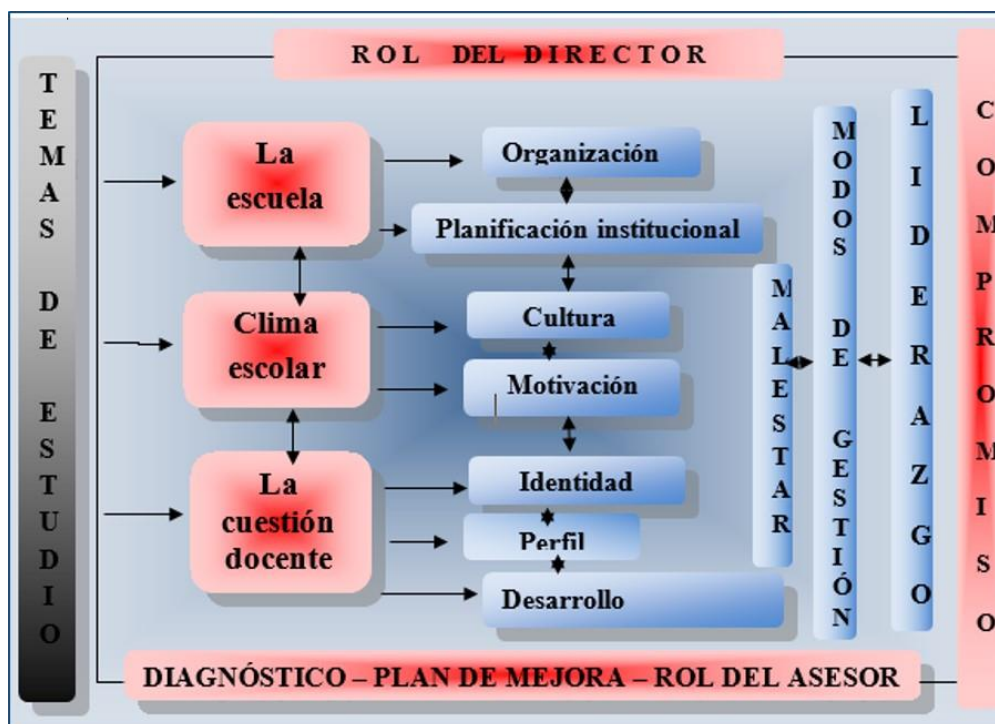 ROL DEL DIRECTOR
TEMAS DE ESTUDIO
La
escuela
Organización
Planificación institucional
Clima
escolar
Cultura
Motivación
La
cuestión
docente
Identidad
Perfil
Desarrollo
MALESTAR
MODOS DE GESTIÓN
LIDERAZGO
COMPROMISO
DIAGNÓSTICO – PLAN DE MEJORA – ROL DEL ASESOR